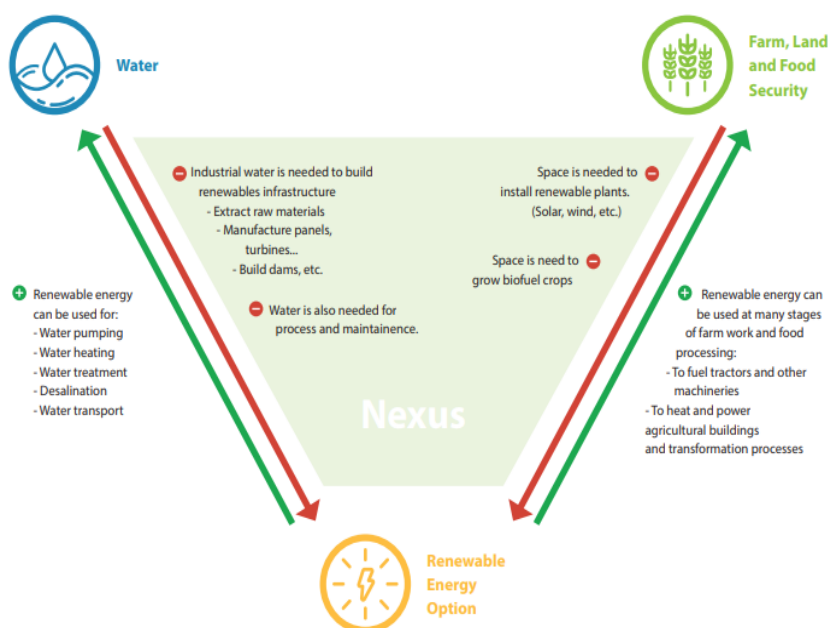 Water
Farm, Land
and Food
Security
Industrial water is needed to build
renewables infrastructure
- Extract raw materials
- Manufacture panels,
turbines...
- Build dams, etc.
Water is also needed for
process and maintainence.
Space is needed to
install renewable plants.
(Solar, wind, etc.)
Space is need to
grow biofuel crops
Renewable energy
can be used for:
- Water pumping
- Water heating
- Water treatment
- Desalination
- Water transport
Renewable energy can
be used at many stages
of farm work and food
processing:
- To fuel tractors and other
machineries
- To heat and power
agricultural buildings
and transformation processes
Nexus
Renewable
Energy
Option